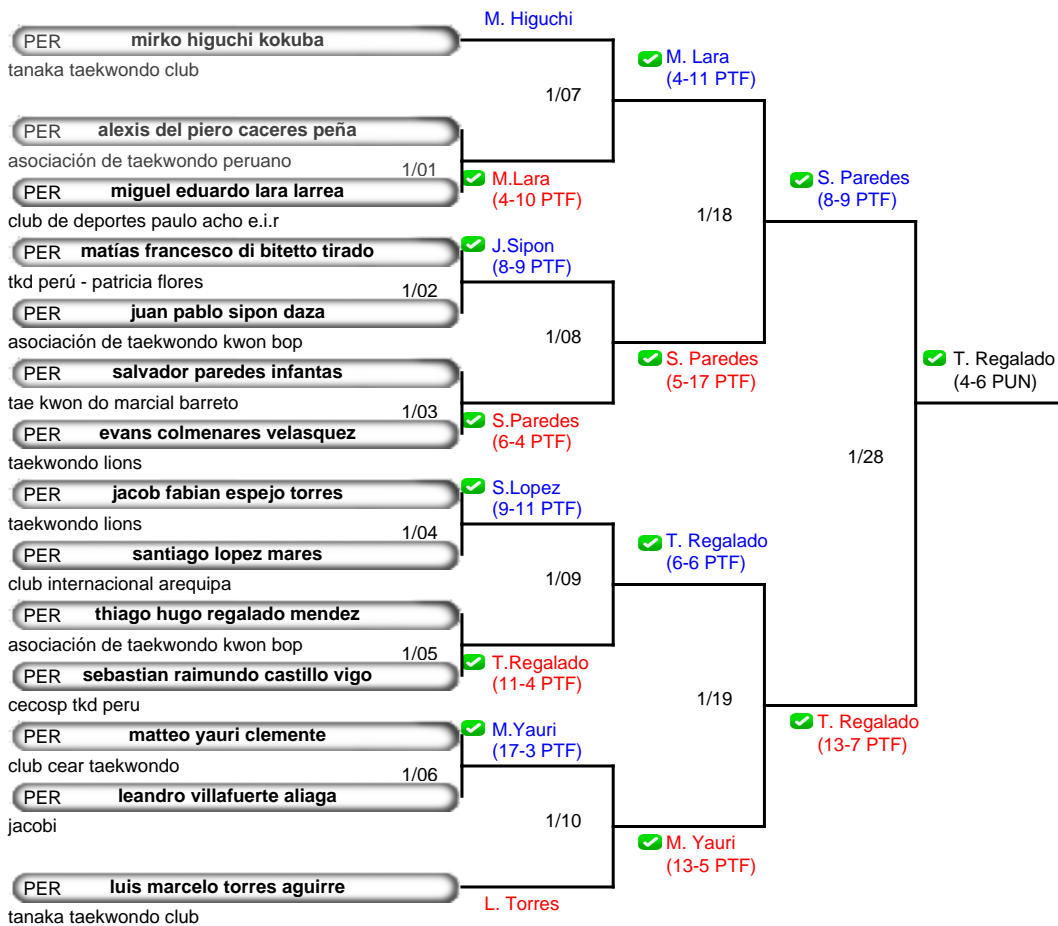 M. Higuchi
PER mirko higuchi kokuba
tanaka taekwondo club
M. Lara
(4-11 PTF)
1/07
PER alexis del piero caceres peña
asociación de taekwondo peruano
1/01
PER miguel eduardo lara larrea
club de deportes paulo acho e.i.r
M.Lara
(4-10 PTF)
S. Paredes
(8-9 PTF)
1/18
PER matías francesco di bitetto tirado
tkd perú - patricia flores
J.Sipon
(8-9 PTF)
1/02
PER juan pablo sipon daza
asociación de taekwondo kwon bop
1/08
S. Paredes
(5-17 PTF)
PER salvador paredes infantas
tae kwon do marcial barreto
1/03
PER evans colmenares velasquez
taekwondo lions
S.Paredes
(6-4 PTF)
T. Regalado
(4-6 PUN)
1/28
PER jacob fabian espejo torres
taekwondo lions
S.Lopez
(9-11 PTF)
1/04
PER santiago lopez mares
club internacional arequipa
T. Regalado
(6-6 PTF)
1/09
PER thiago hugo regalado mendez
asociación de taekwondo kwon bop
1/05
PER sebastian raimundo castillo vigo
cecosp tkd peru
T.Regalado
(11-4 PTF)
1/19
T. Regalado
(13-7 PTF)
PER matteo yauri clemente
club cear taekwondo
M.Yauri
(17-3 PTF)
1/06
PER leandro villafuerte aliaga
jacobi
1/10
M. Yauri
(13-5 PTF)
PER luis marcelo torres aguirre
tanaka taekwondo club
L. Torres